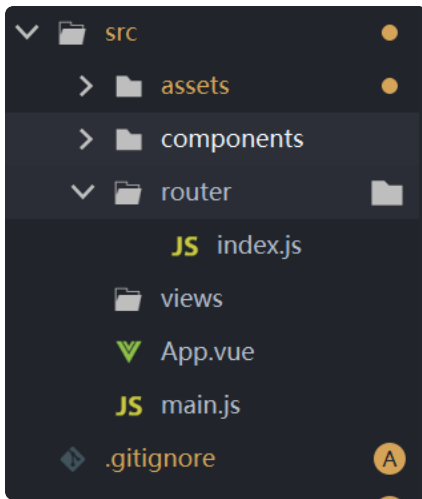 src
assets
components
router
JS index.js
views
App.vue
JS main.js
.gitignore A